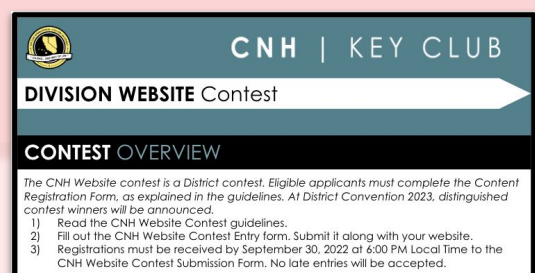 CNH | KEY CLUB
DIVISION WEBSITE Contest
CONTEST OVERVIEW
The CNH Website contest is a District contest. Eligible applicants must complete the Content
Registration Form, as explained in the guidelines. At District Convention 2023, distinguished
contest winners will be announced.
1) Read the CNH Website Contest guidelines.
2) Fill out the CNH Website Contest Entry form. Submit it along with your website.
3) Registrations must be received by September 30, 2022 at 6:00 PM Local Time to the
CNH Website Contest Submission Form. No late entries will be accepted.